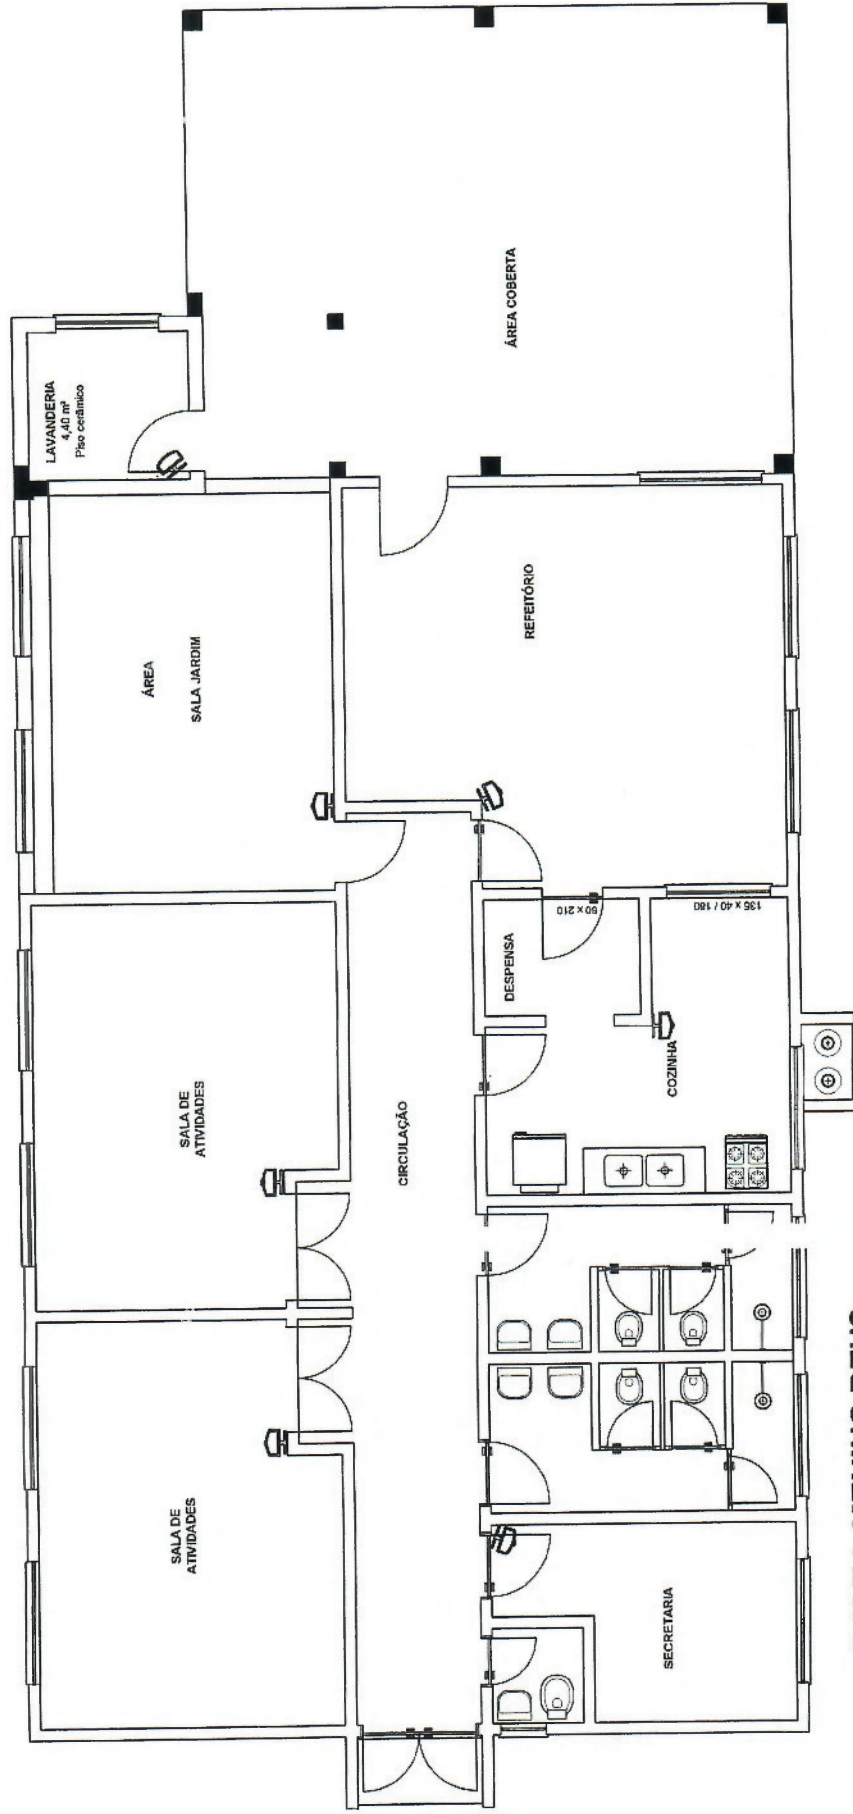 LAVANDERIA
4,40 m²
Piso cerâmico
ÁREA COBERTA
ÁREA
SALA JARDIM
REFEITÓRIO
SALA DE
ATIVIDADES
CIRCULAÇÃO
DESPENSA
60 x 210
135 x 40 / 180
COZINHA
SALA DE
ATIVIDADES
SECRETARIA